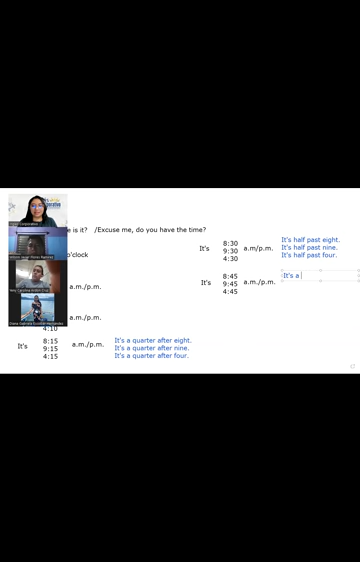 e is it? /Excuse me, do you have the time?
o'clock
a.m./p.m.
a.m./p.m.
4:10
It's 8:15 a.m./p.m. It's a quarter after eight.
9:15 It's a quarter after nine.
4:15 It's a quarter after four.
It's 8:30 a.m/p.m. It's half past eight.
9:30 It's half past nine.
4:30 It's half past four.
It's 8:45 a.m./p.m. It's a
9:45
4:45